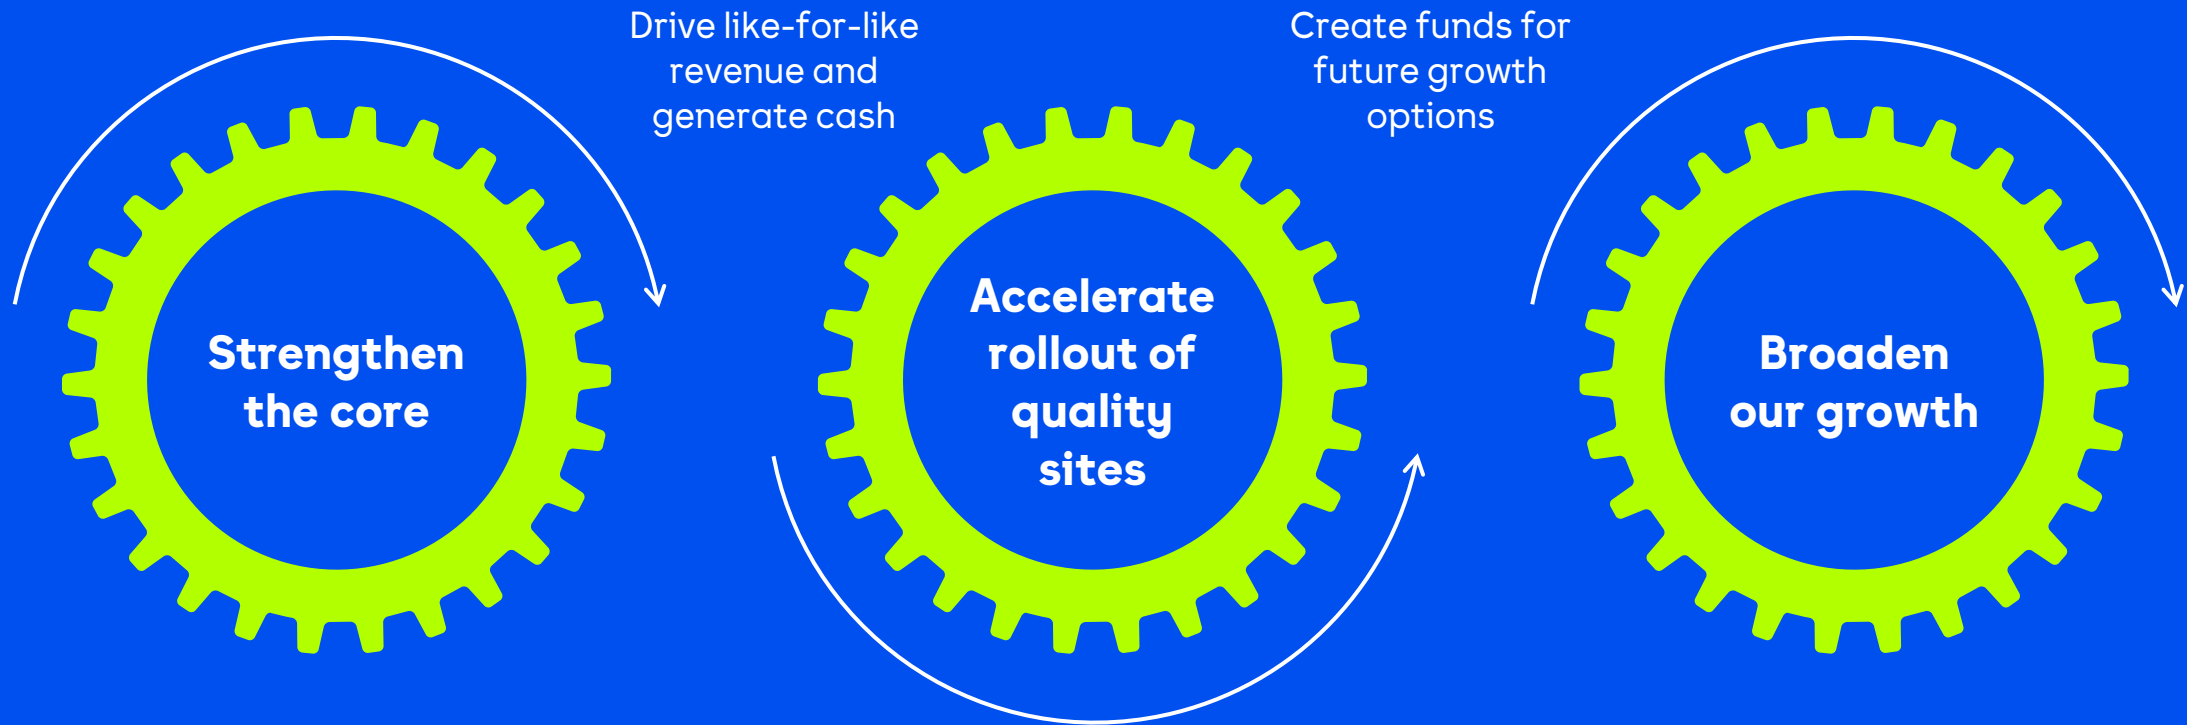 Drive like-for-like
revenue and
generate cash
Create funds for
future growth
options
Strengthen
the core
Accelerate
rollout of
quality
sites
Broaden
our growth